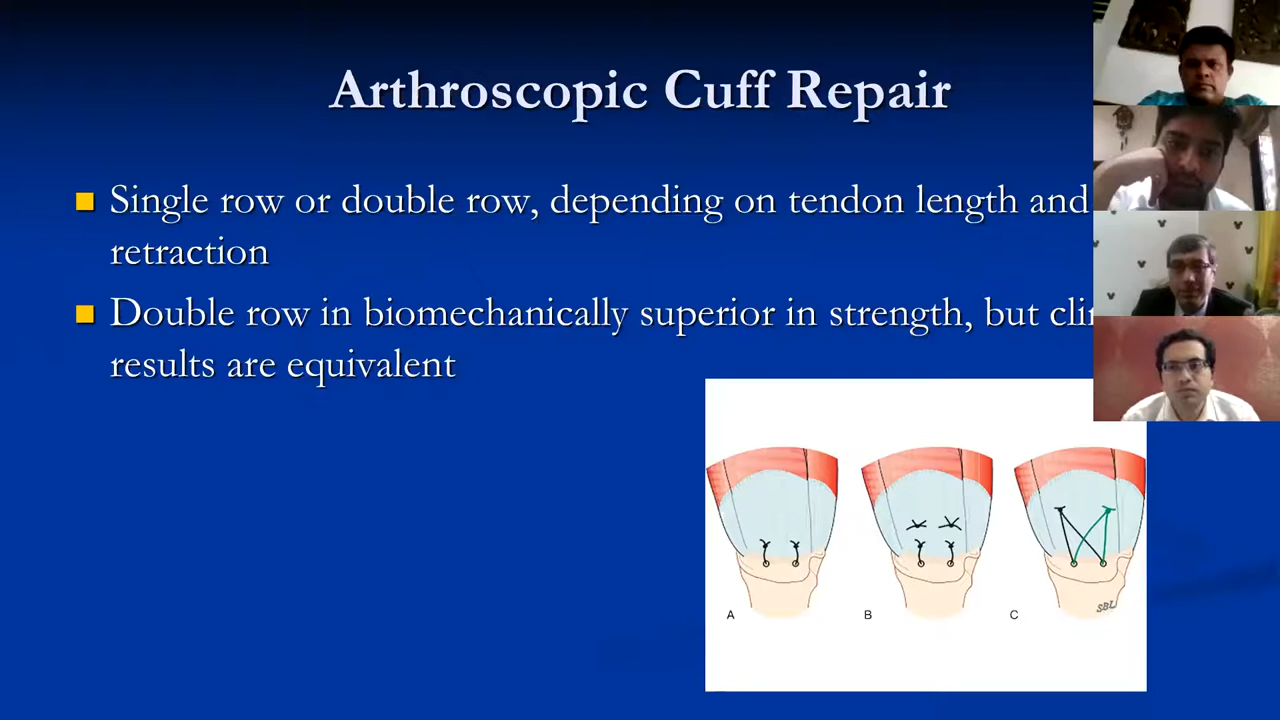 Arthroscopic Cuff Repair
Single row or double row, depending on tendon length and
retraction
Double row in biomechanically superior in strength, but
results are equivalent
A B C
SBL